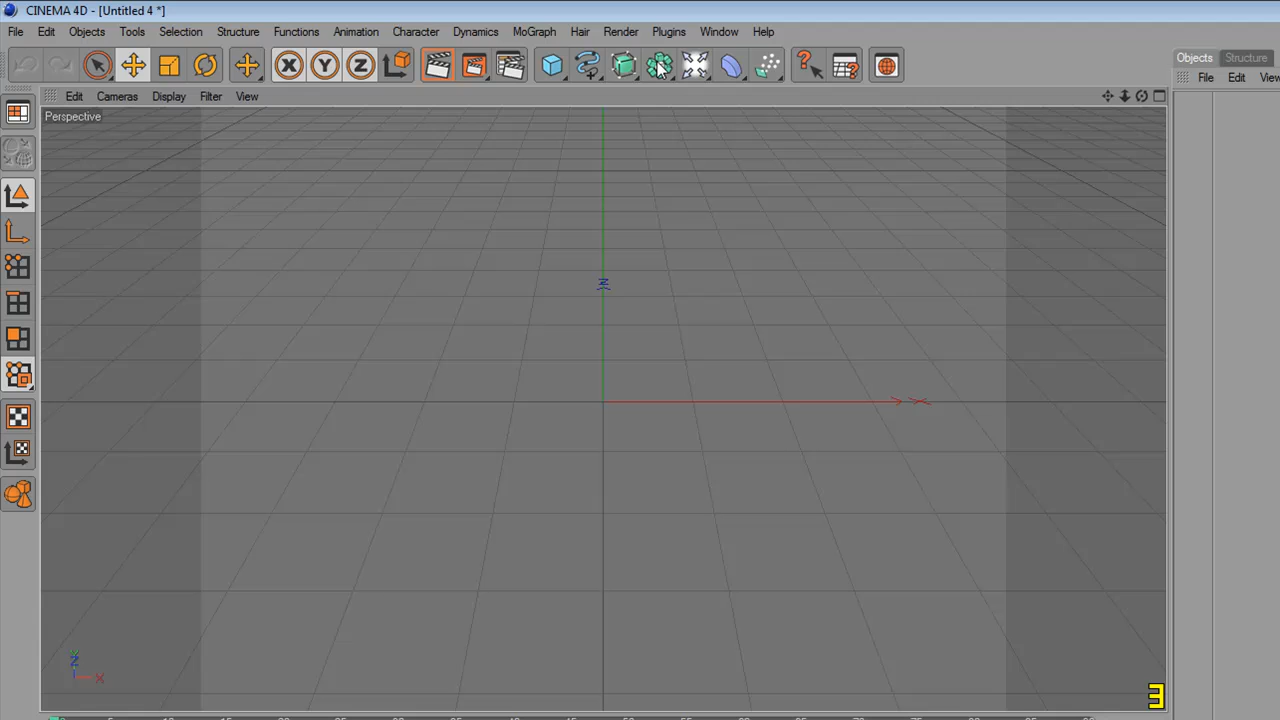 CINEMA 4D - [Untitled 4 *]
File Edit Objects Tools Selection Structure Functions Animation Character Dynamics MoGraph Hair Render Plugins Window Help
X Y Z
Objects Structure
File Edit View
Edit Cameras Display Filter View
Perspective
Z
X
Y
Z
X
3